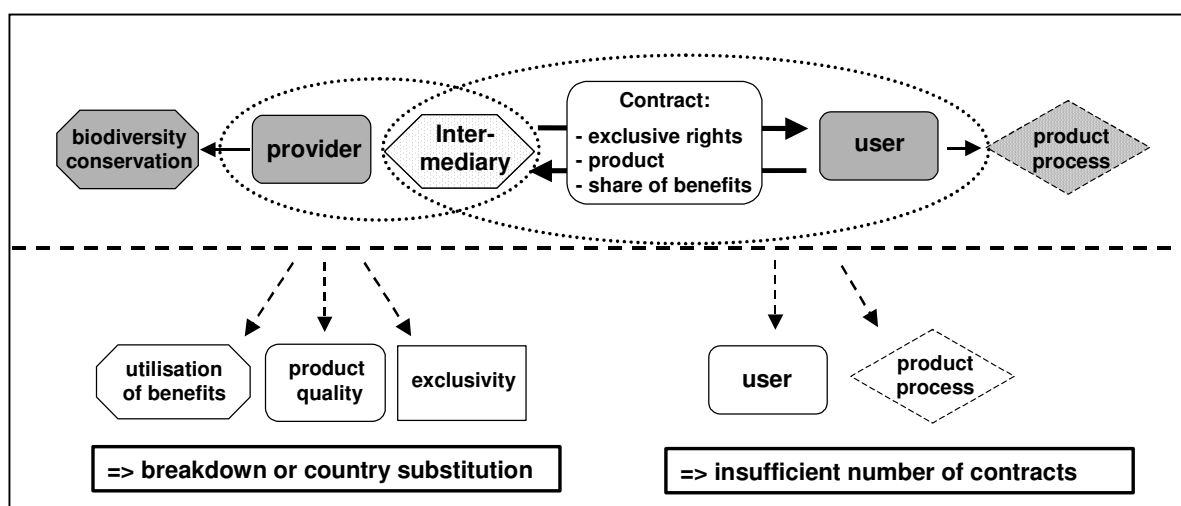 biodiversity
conservation
provider
Inter-
mediary
Contract:
- exclusive rights
- product
- share of benefits
user
product
process
utilisation
of benefits
product
quality
exclusivity
user
product
process
=> breakdown or country substitution
=> insufficient number of contracts